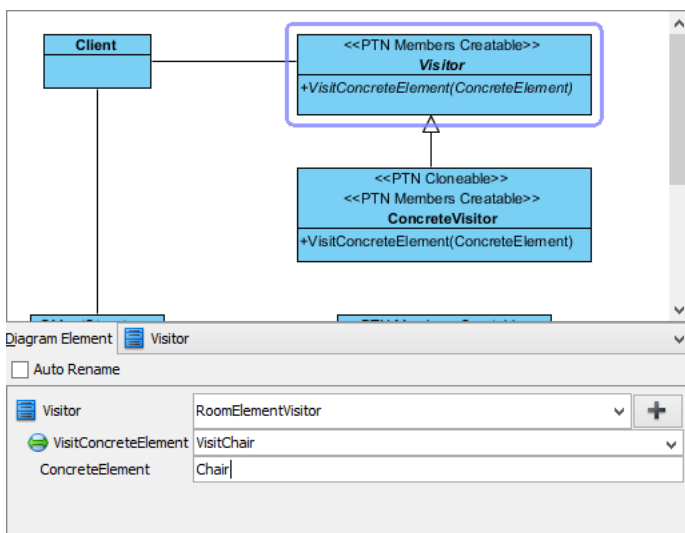 Client
<<PTN Members Creatable>>
Visitor
+VisitConcreteElement(ConcreteElement)
<<PTN Cloneable>>
<<PTN Members Creatable>>
ConcreteVisitor
+VisitConcreteElement(ConcreteElement)
Diagram Element Visitor
Auto Rename
Visitor RoomElementVisitor
VisitConcreteElement VisitChair
ConcreteElement Chair